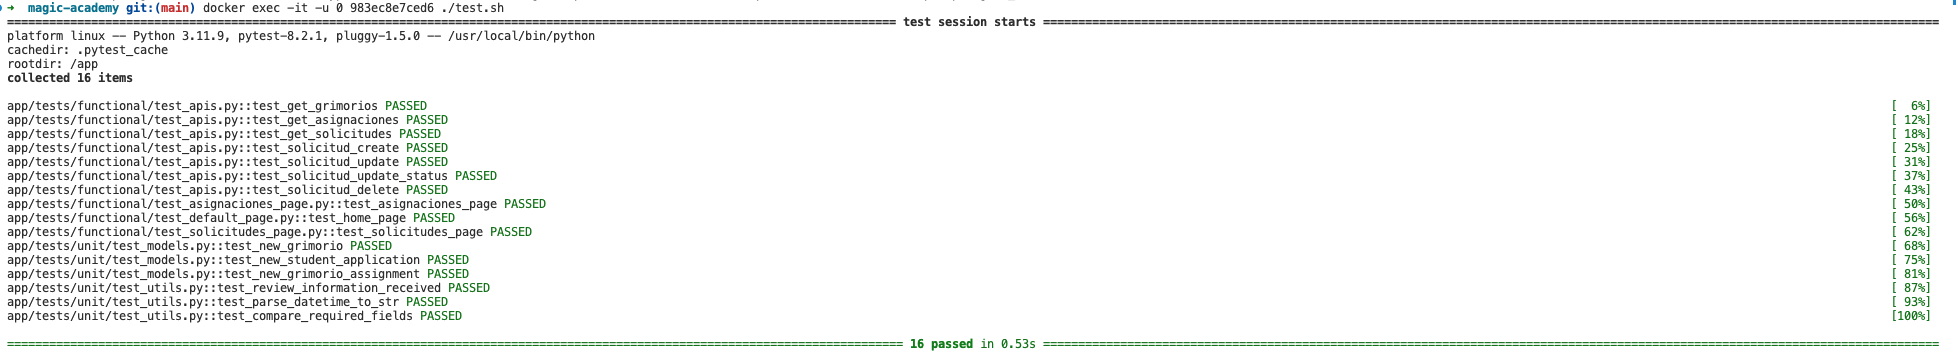 → magic-academy git:(main) docker exec -it -u 0 983ec8e7ced6 ./test.sh
test session starts
platform linux -- Python 3.11.9, pytest-8.2.1, pluggy-1.5.0 -- /usr/local/bin/python
cachedir: .pytest_cache
rootdir: /app
collected 16 items
app/tests/functional/test_apis.py::test_get_grimorios PASSED [  6%]
app/tests/functional/test_apis.py::test_get_asignaciones PASSED [ 12%]
app/tests/functional/test_apis.py::test_get_solicitudes PASSED [ 18%]
app/tests/functional/test_apis.py::test_solicitud_create PASSED [ 25%]
app/tests/functional/test_apis.py::test_solicitud_update PASSED [ 31%]
app/tests/functional/test_apis.py::test_solicitud_update_status PASSED [ 37%]
app/tests/functional/test_apis.py::test_solicitud_delete PASSED [ 43%]
app/tests/functional/test_asignaciones_page.py::test_asignaciones_page PASSED [ 50%]
app/tests/functional/test_default_page.py::test_home_page PASSED [ 56%]
app/tests/functional/test_solicitudes_page.py::test_solicitudes_page PASSED [ 62%]
app/tests/unit/test_models.py::test_new_grimorio PASSED [ 68%]
app/tests/unit/test_models.py::test_new_student_application PASSED [ 75%]
app/tests/unit/test_models.py::test_new_grimorio_assignment PASSED [ 81%]
app/tests/unit/test_utils.py::test_review_information_received PASSED [ 87%]
app/tests/unit/test_utils.py::test_parse_datetime_to_str PASSED [ 93%]
app/tests/unit/test_utils.py::test_compare_required_fields PASSED [100%]
16 passed in 0.53s